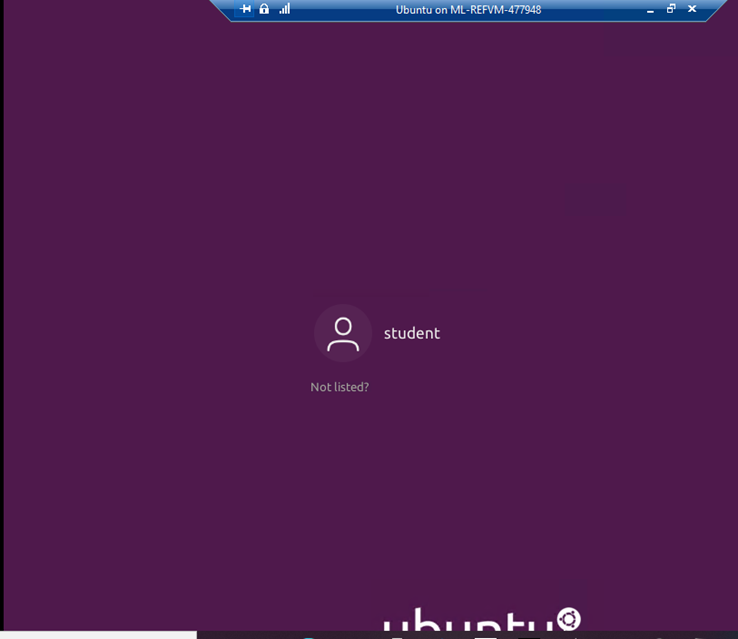 Ubuntu on ML-REFVM-477948
student
Not listed?
ubuntu